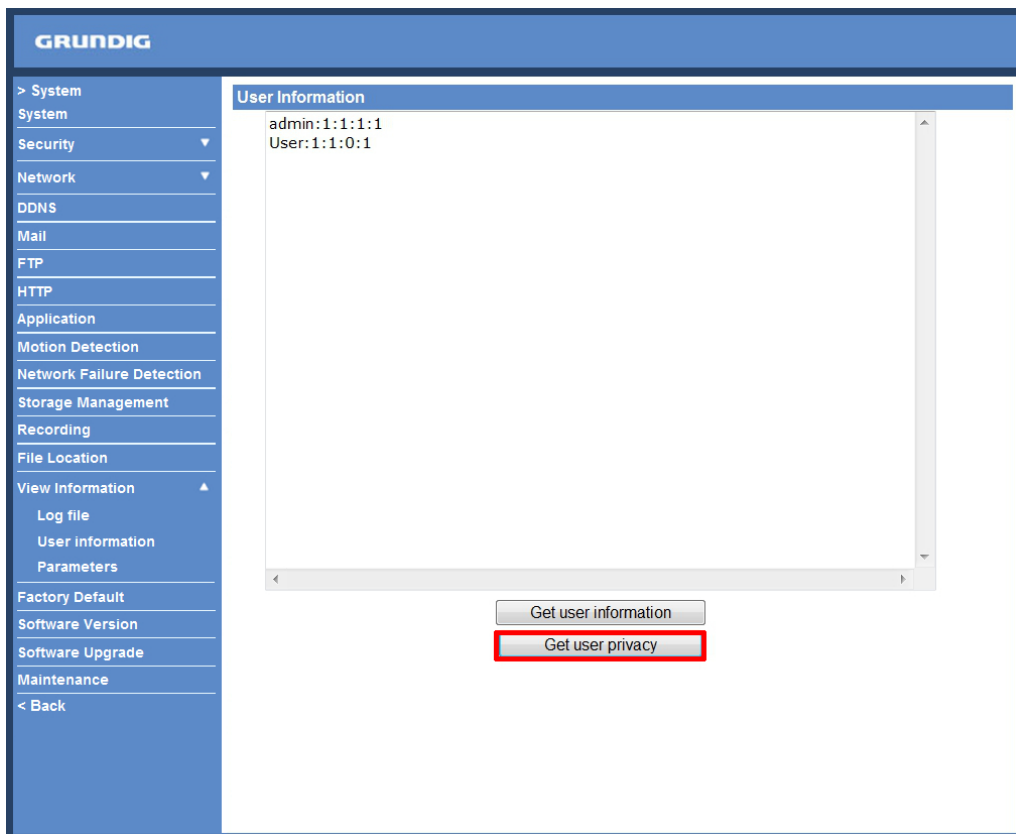 GRUNDIG
> System
System
Security
Network
DDNS
Mail
FTP
HTTP
Application
Motion Detection
Network Failure Detection
Storage Management
Recording
File Location
View Information
Log file
User information
Parameters
Factory Default
Software Version
Software Upgrade
Maintenance
< Back
User Information
admin:1:1:1:1
User:1:1:0:1
Get user information
Get user privacy